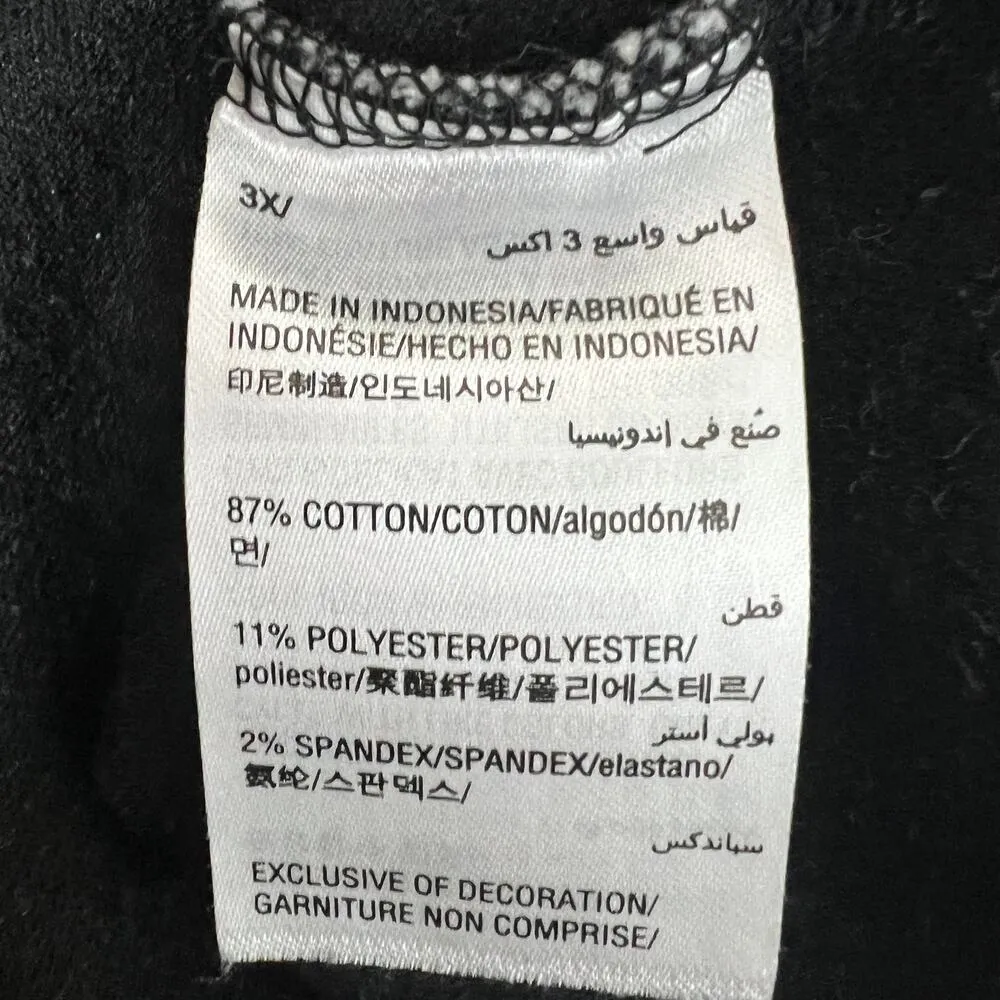 3X/
قياس واسع 3 اكس
MADE IN INDONESIA/FABRIQUÉ EN
INDONÉSIE/HECHO EN INDONESIA/
印尼制造/인도네시아산/
صُنع في إندونيسيا
87% COTTON/COTON/algodón/棉/
면/
قطن
11% POLYESTER/POLYESTER/
poliester/聚酯纤维/폴리에스테르/
بولي أستر
2% SPANDEX/SPANDEX/elastano/
氨纶/스판덱스/
سباندكس
EXCLUSIVE OF DECORATION/
GARNITURE NON COMPRISE/